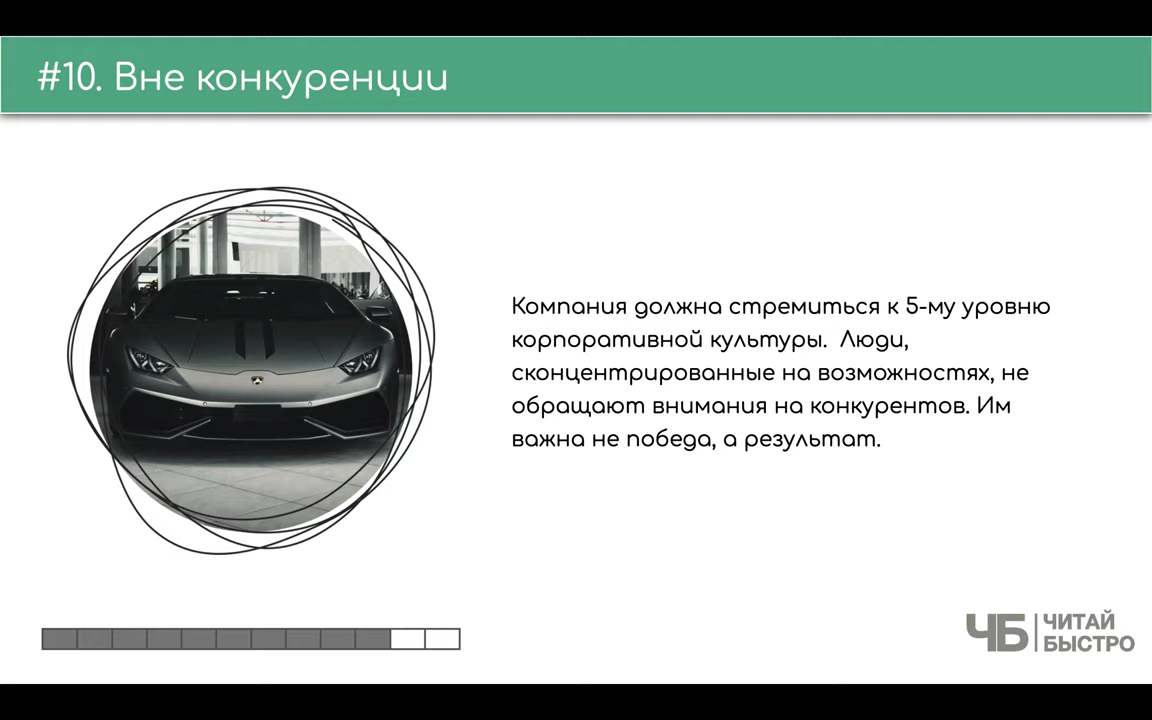 #10. Вне конкуренции
Компания должна стремиться к 5-му уровню
корпоративной культуры.  Люди,
сконцентрированные на возможностях, не
обращают внимания на конкурентов. Им
важна не победа, а результат.
ЧБ
ЧИТАЙ
БЫСТРО